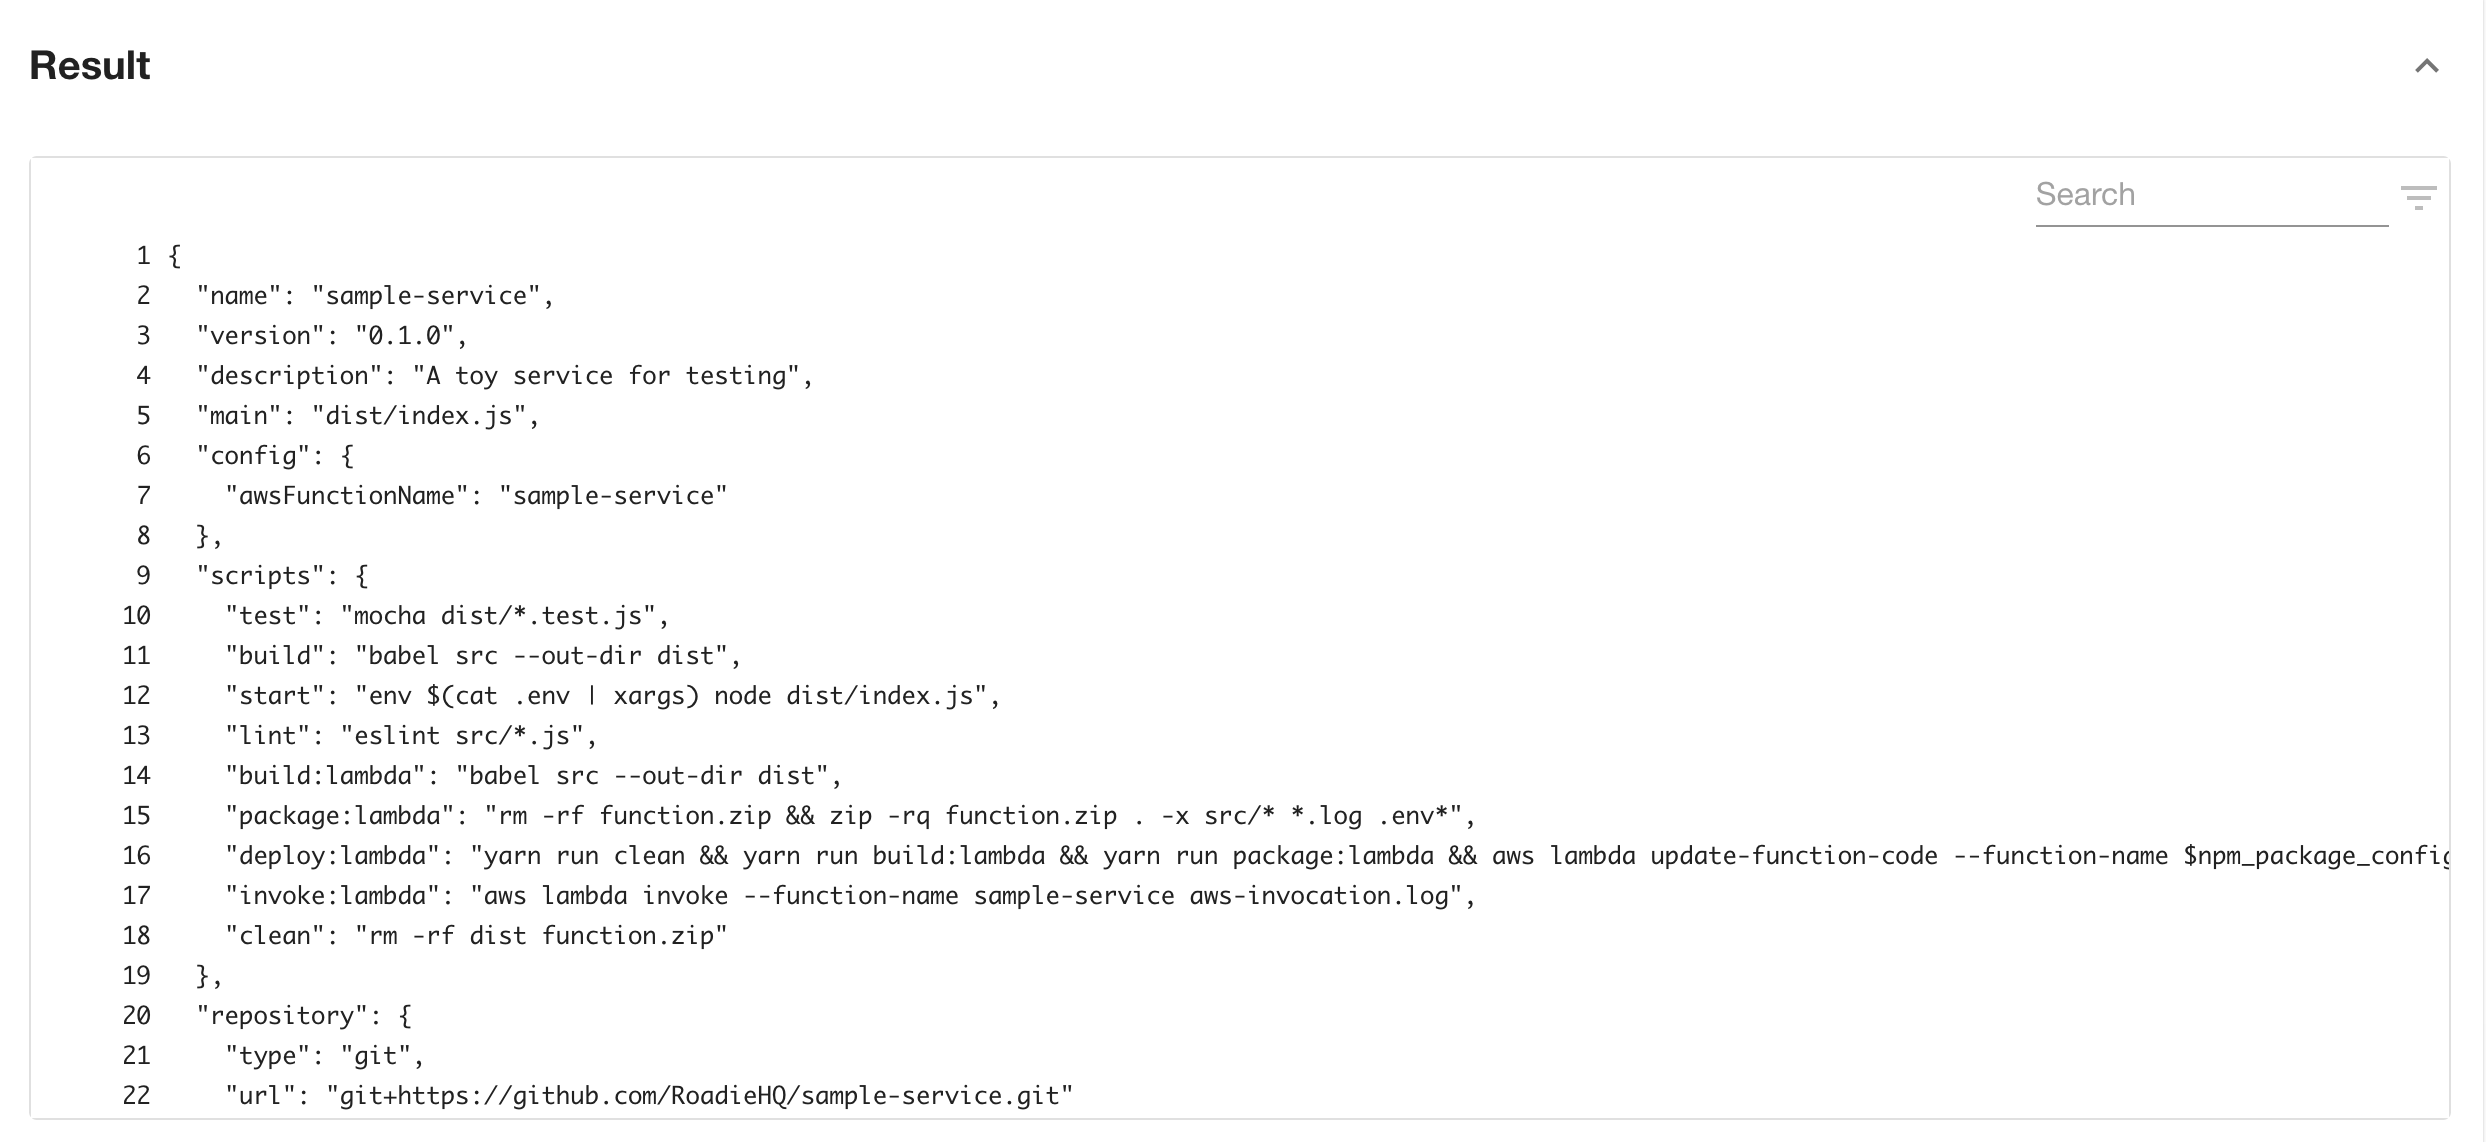 Result
Search
1 {
2   "name": "sample-service",
3   "version": "0.1.0",
4   "description": "A toy service for testing",
5   "main": "dist/index.js",
6   "config": {
7     "awsFunctionName": "sample-service"
8   },
9   "scripts": {
10     "test": "mocha dist/*.test.js",
11     "build": "babel src --out-dir dist",
12     "start": "env $(cat .env | xargs) node dist/index.js",
13     "lint": "eslint src/*.js",
14     "build:lambda": "babel src --out-dir dist",
15     "package:lambda": "rm -rf function.zip && zip -rq function.zip . -x src/* *.log .env*",
16     "deploy:lambda": "yarn run clean && yarn run build:lambda && yarn run package:lambda && aws lambda update-function-code --function-name $npm_package_config
17     "invoke:lambda": "aws lambda invoke --function-name sample-service aws-invocation.log",
18     "clean": "rm -rf dist function.zip"
19   },
20   "repository": {
21     "type": "git",
22     "url": "git+https://github.com/RoadieHQ/sample-service.git"